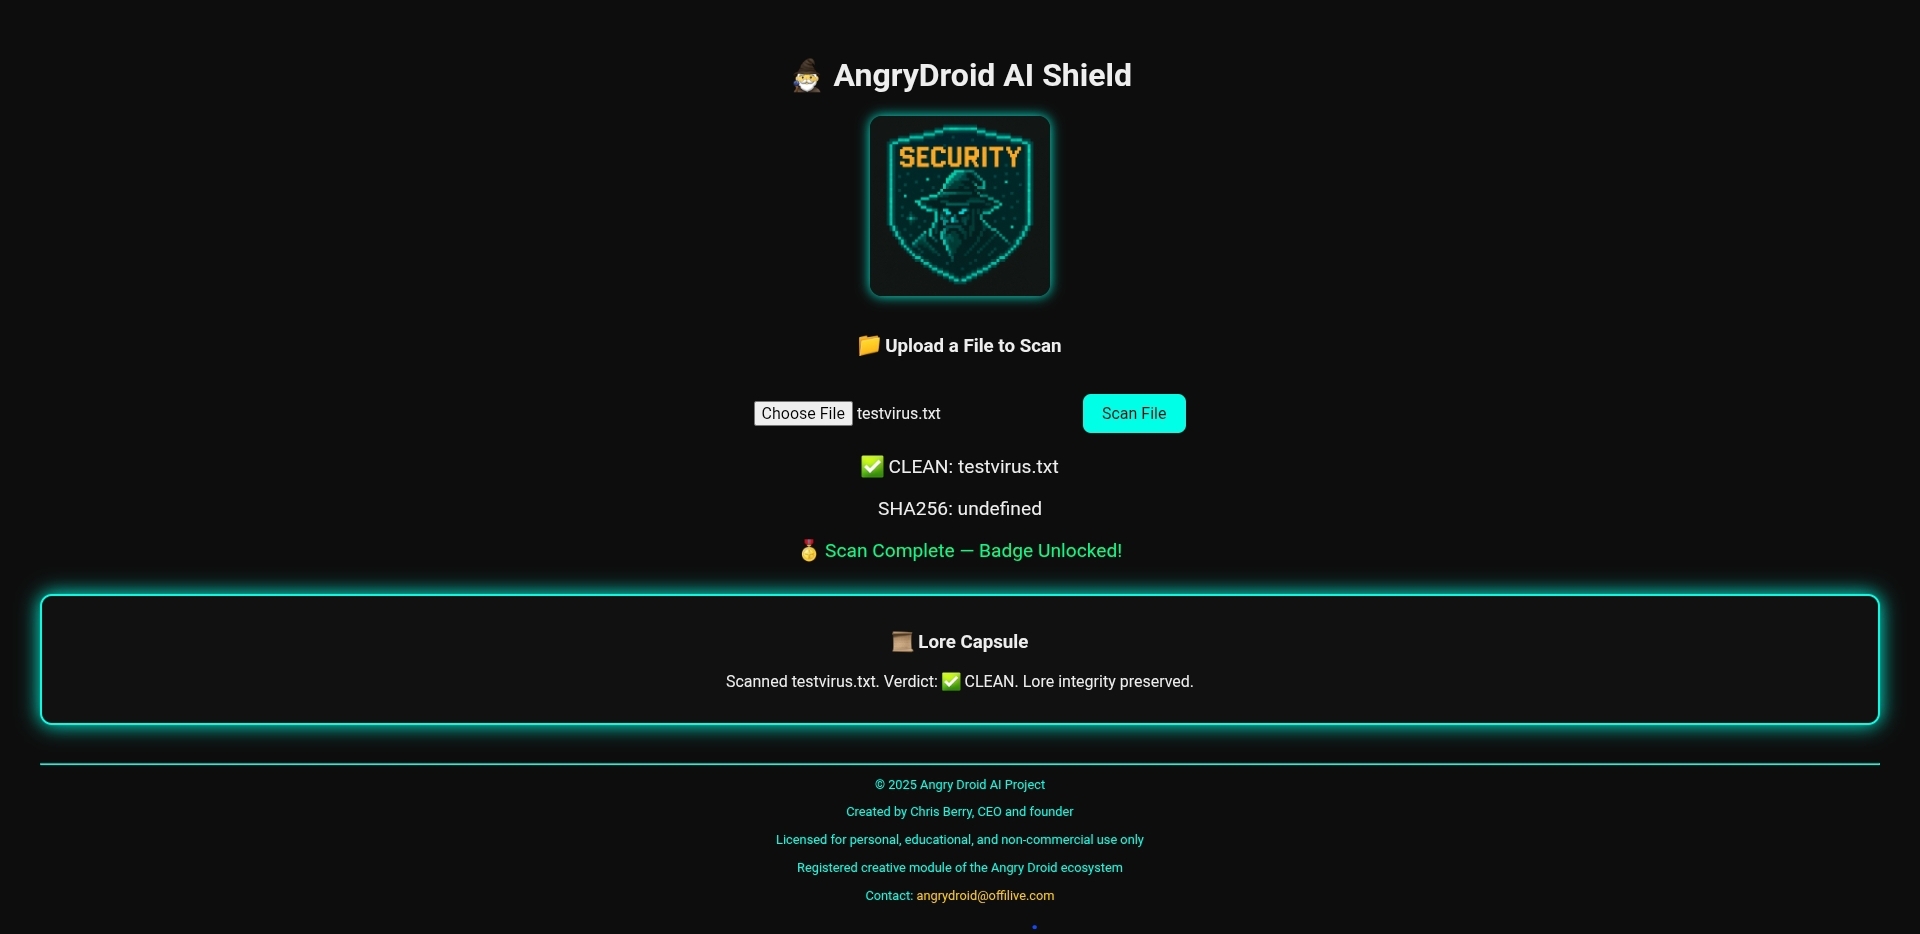 🧙‍♂️ AngryDroid AI Shield
SECURITY
📁 Upload a File to Scan
Choose File testvirus.txt Scan File
✅ CLEAN: testvirus.txt
SHA256: undefined
🏅 Scan Complete — Badge Unlocked!
📜 Lore Capsule
Scanned testvirus.txt. Verdict: ✅ CLEAN. Lore integrity preserved.
© 2025 Angry Droid AI Project
Created by Chris Berry, CEO and founder
Licensed for personal, educational, and non-commercial use only
Registered creative module of the Angry Droid ecosystem
Contact: angrydroid@offilive.com